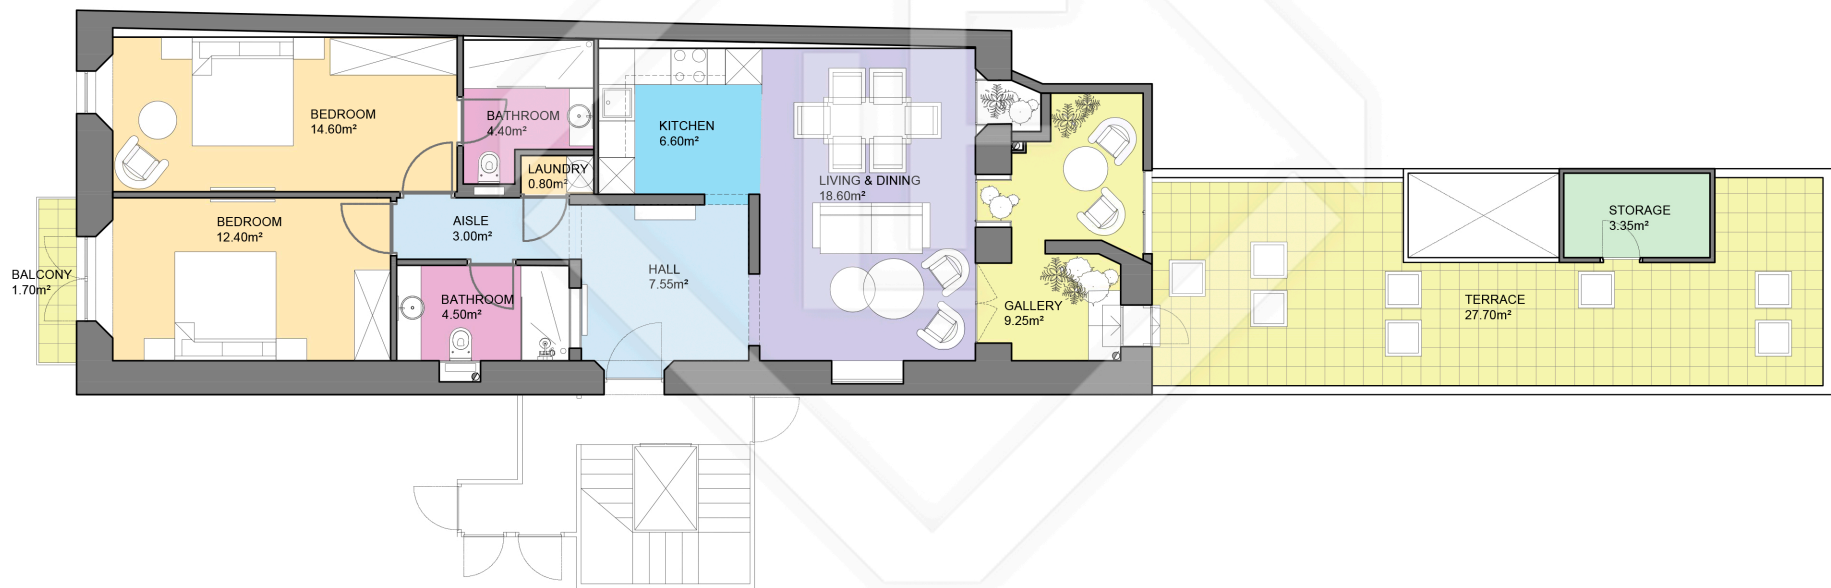 BEDROOM
14.60m²
BATHROOM
4.40m²
KITCHEN
6.60m²
LAUNDRY
0.80m²
LIVING & DINING
18.60m²
BEDROOM
12.40m²
AISLE
3.00m²
STORAGE
3.35m²
BALCONY
1.70m²
HALL
7.55m²
BATHROOM
4.50m²
GALLERY
9.25m²
TERRACE
27.70m²